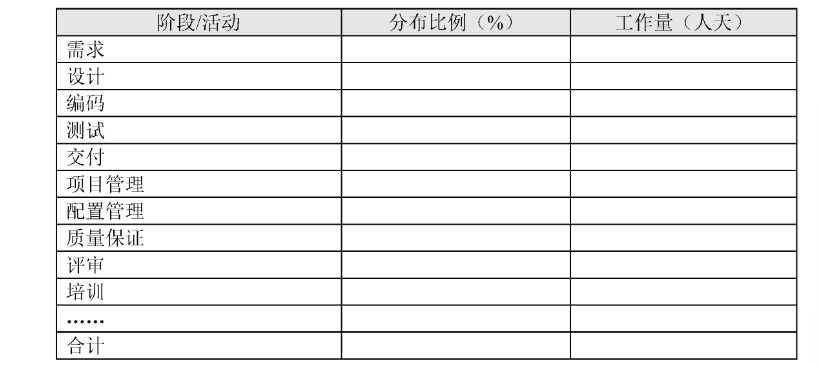 阶段/活动 分布比例（%） 工作量（人天）
需求
设计
编码
测试
交付
项目管理
配置管理
质量保证
评审
培训
……
合计